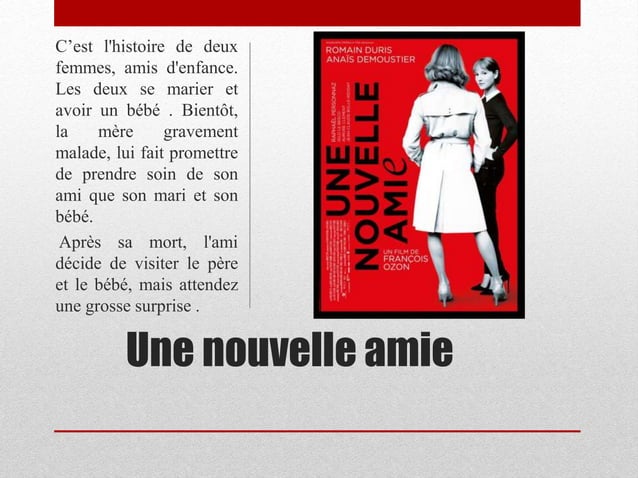 C’est l'histoire de deux
femmes, amis d'enfance.
Les deux se marier et
avoir un bébé . Bientôt,
la mère gravement
malade, lui fait promettre
de prendre soin de son
ami que son mari et son
bébé.
Après sa mort, l'ami
décide de visiter le père
et le bébé, mais attendez
une grosse surprise .
ROMAIN DURIS
ANAÏS DEMOUSTIER
RAPHAËL PERSONNAZ
UNE
NOUVELLE
AMIE
UN FILM DE
FRANÇOIS
OZON
Une nouvelle amie